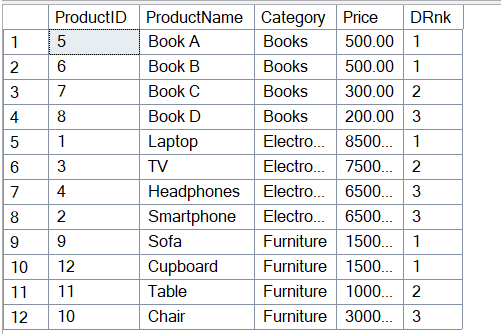 ProductID ProductName Category Price DRnk
1 5 Book A Books 500.00 1
2 6 Book B Books 500.00 1
3 7 Book C Books 300.00 2
4 8 Book D Books 200.00 3
5 1 Laptop Electro... 8500... 1
6 3 TV Electro... 7500... 2
7 4 Headphones Electro... 6500... 3
8 2 Smartphone Electro... 6500... 3
9 9 Sofa Furniture 1500... 1
10 12 Cupboard Furniture 1500... 1
11 11 Table Furniture 1000... 2
12 10 Chair Furniture 3000... 3